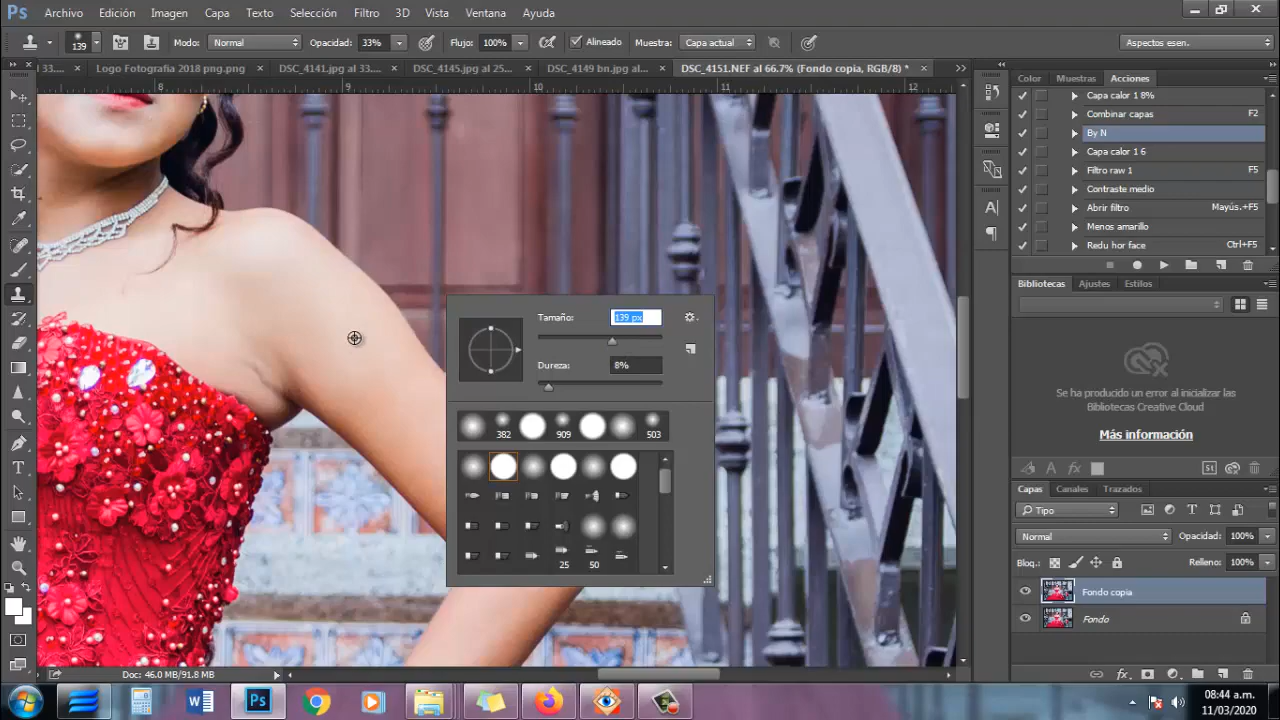 Ps Archivo Edición Imagen Capa Texto Selección Filtro 3D Vista Ventana Ayuda
139 Modo: Normal Opacidad: 33% Flujo: 100% Alineado Muestra: Capa actual Aspectos esen.
33.... × Logo Fotografia 2018 png.png × DSC_4141.jpg al 33.... × DSC_4145.jpg al 25... × DSC_4149 bn.jpg al... × DSC_4151.NEF al 66.7% (Fondo copia, RGB/8) * ×
8 9 10 11 12
Color Muestras Acciones
Capa calor 1 8%
Combinar capas F2
By N
Capa calor 1 6
Filtro raw 1 F5
Contraste medio
Abrir filtro Mayús.+F5
Menos amarillo
Redu hor face Ctrl+F5
Tamaño: 139 px
Dureza: 8%
382 909 503
25 50
Bibliotecas Ajustes Estilos
Se ha producido un error al inicializar las
Bibliotecas Creative Cloud
Más información
Capas Canales Trazados
Tipo
Normal Opacidad: 100%
Bloq.: Relleno: 100%
Fondo copia
Fondo
Doc: 46.0 MB/91.8 MB
08:44 a.m.
11/03/2020